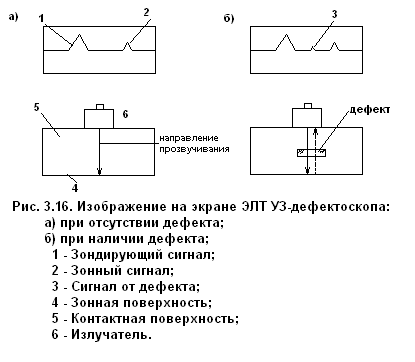 а)
1
2
б)
3
5
6
направление
прозвучивания
4
дефект
Рис. 3.16. Изображение на экране ЭЛТ УЗ-дефектоскопа:
а) при отсутствии дефекта;
б) при наличии дефекта;
1 - Зондирующий сигнал;
2 - Зонный сигнал;
3 - Сигнал от дефекта;
4 - Зонная поверхность;
5 - Контактная поверхность;
6 - Излучатель.